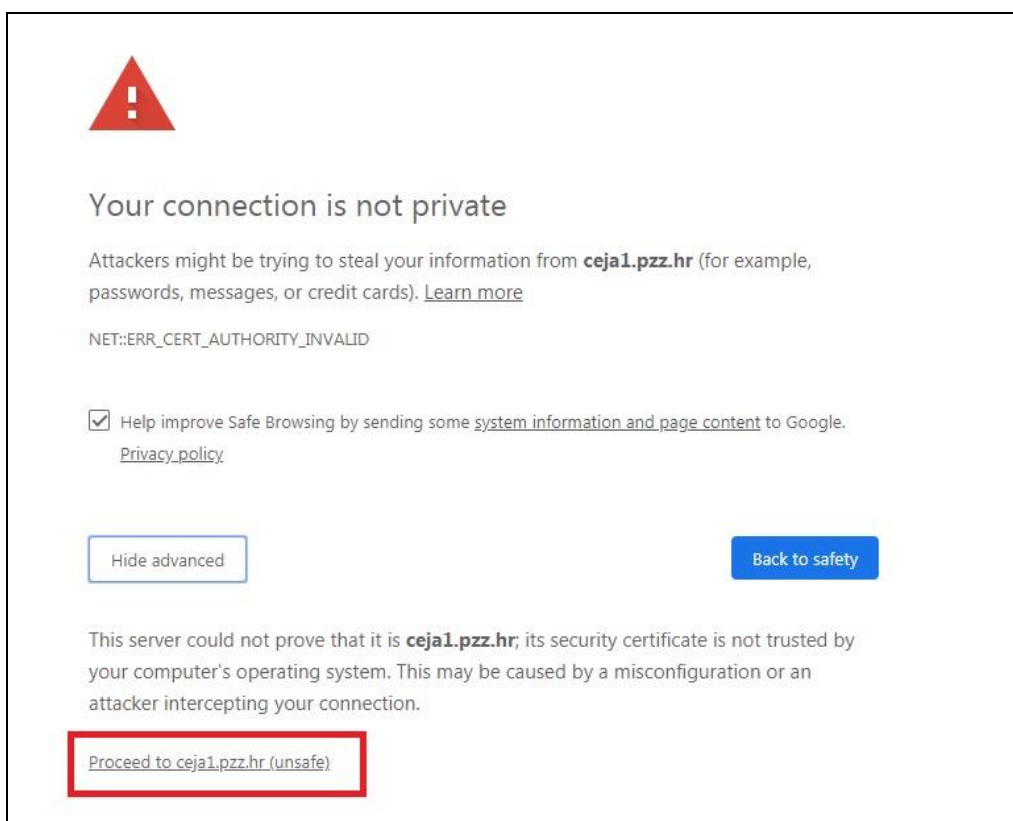 Your connection is not private
Attackers might be trying to steal your information from ceja1.pzz.hr (for example,
passwords, messages, or credit cards). Learn more
NET::ERR_CERT_AUTHORITY_INVALID
Help improve Safe Browsing by sending some system information and page content to Google.
Privacy policy
Hide advanced
Back to safety
This server could not prove that it is ceja1.pzz.hr; its security certificate is not trusted by
your computer's operating system. This may be caused by a misconfiguration or an
attacker intercepting your connection.
Proceed to ceja1.pzz.hr (unsafe)